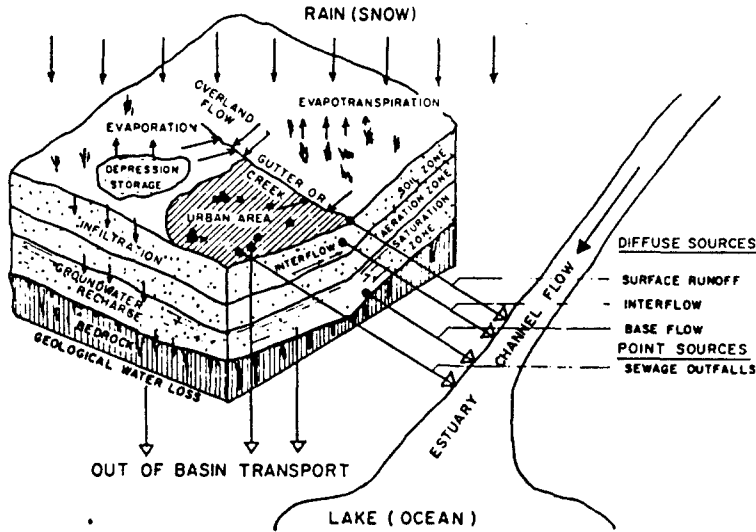 RAIN (SNOW)
OVERLAND
FLOW
EVAPOTRANSPIRATION
EVAPORATION
DEPRESSION
STORAGE
GUTTER OR
CREEK
URBAN AREA
SOIL ZONE
AERATION ZONE
SATURATION
ZONE
INFILTRATION
INTERFLOW
GROUNDWATER
RECHARGE
BEDROCK
GEOLOGICAL WATER LOSS
CHANNEL FLOW
DIFFUSE SOURCES
SURFACE RUNOFF
INTERFLOW
BASE FLOW
POINT SOURCES
SEWAGE OUTFALLS
ESTUARY
OUT OF BASIN TRANSPORT
LAKE (OCEAN)